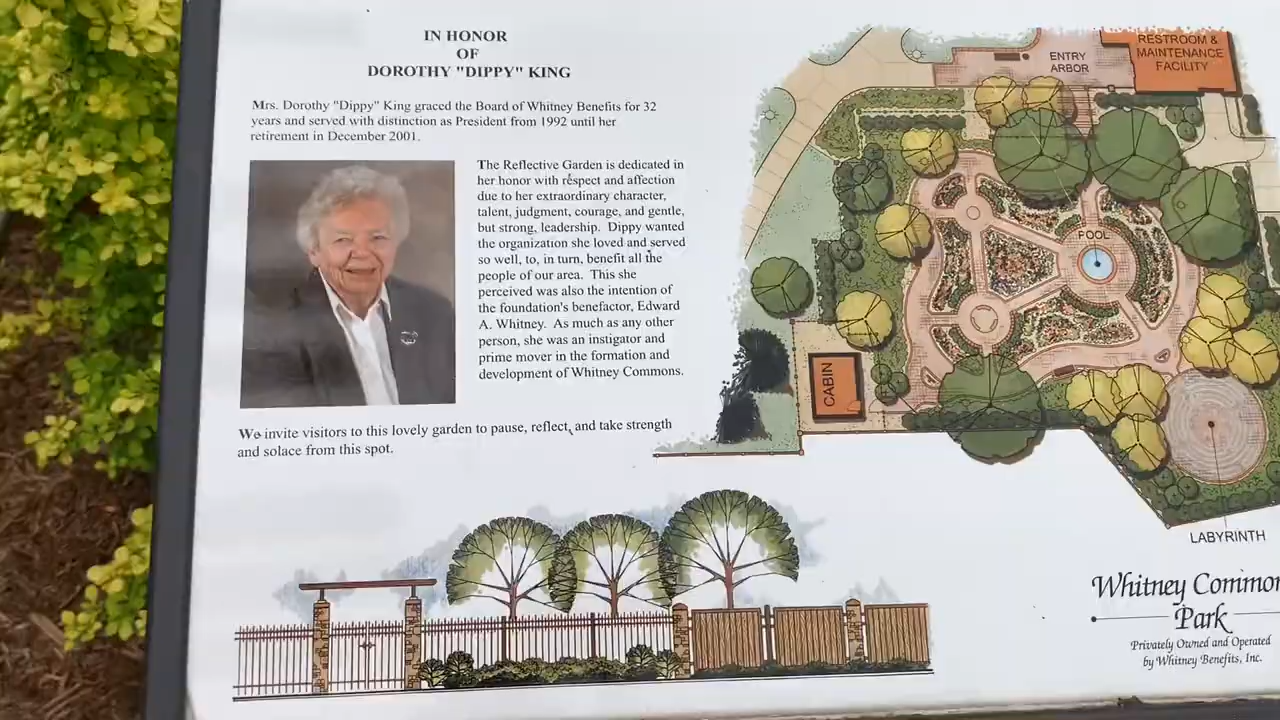 IN HONOR
OF
DOROTHY "DIPPY" KING
Mrs. Dorothy "Dippy" King graced the Board of Whitney Benefits for 32
years and served with distinction as President from 1992 until her
retirement in December 2001.
The Reflective Garden is dedicated in
her honor with respect and affection
due to her extraordinary character,
talent, judgment, courage, and gentle,
but strong, leadership. Dippy wanted
the organization she loved and served
so well, to, in turn, benefit all the
people of our area. This she
perceived was also the intention of
the foundation's benefactor, Edward
A. Whitney. As much as any other
person, she was an instigator and
prime mover in the formation and
development of Whitney Commons.
We invite visitors to this lovely garden to pause, reflect, and take strength
and solace from this spot.
RESTROOM &
MAINTENANCE
FACILITY
ENTRY
ARBOR
POOL
CABIN
LABYRINTH
Whitney Common
Park
Privately Owned and Operated
by Whitney Benefits, Inc.